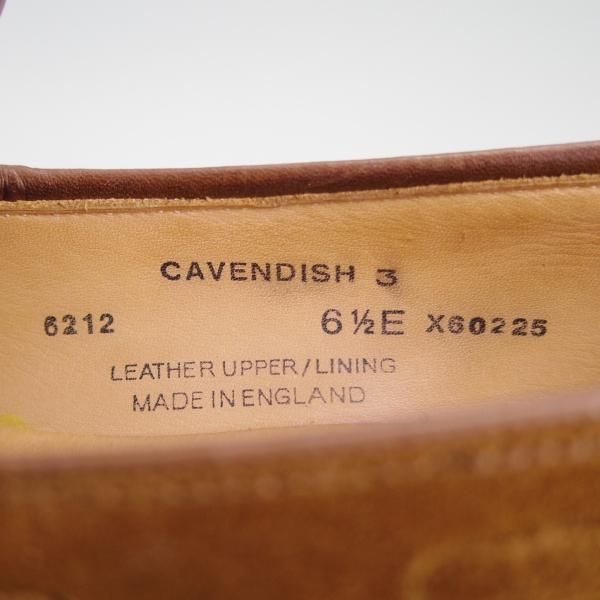 CAVENDISH 3
6212 6½E X60225
LEATHER UPPER/LINING
MADE IN ENGLAND